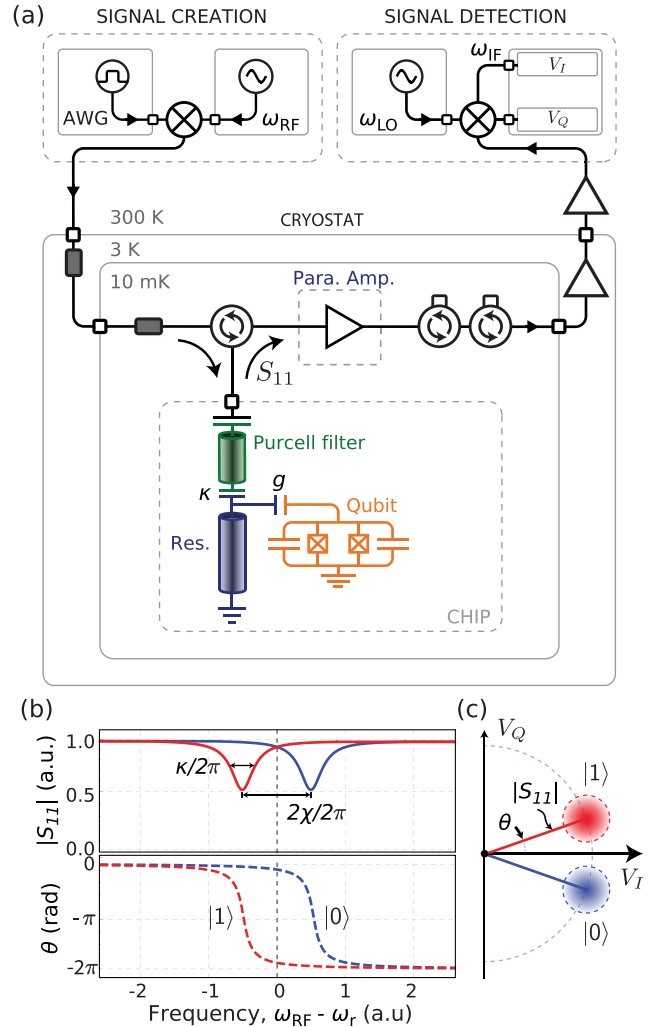 (a)
SIGNAL CREATION
SIGNAL DETECTION
AWG
ω_RF
ω_LO
ω_IF
V_I
V_Q
300 K
CRYOSTAT
3 K
10 mK
Para. Amp.
S_11
Purcell filter
κ
g
Qubit
Res.
CHIP
(b)
|S_11| (a.u.)
1.0
0.5
0.0
κ/2π
2χ/2π
θ (rad)
0
-π
-2π
|1⟩
|0⟩
-2 -1 0 1 2
Frequency, ω_RF - ω_r (a.u)
(c)
V_Q
|1⟩
|S_11|
θ
V_I
|0⟩